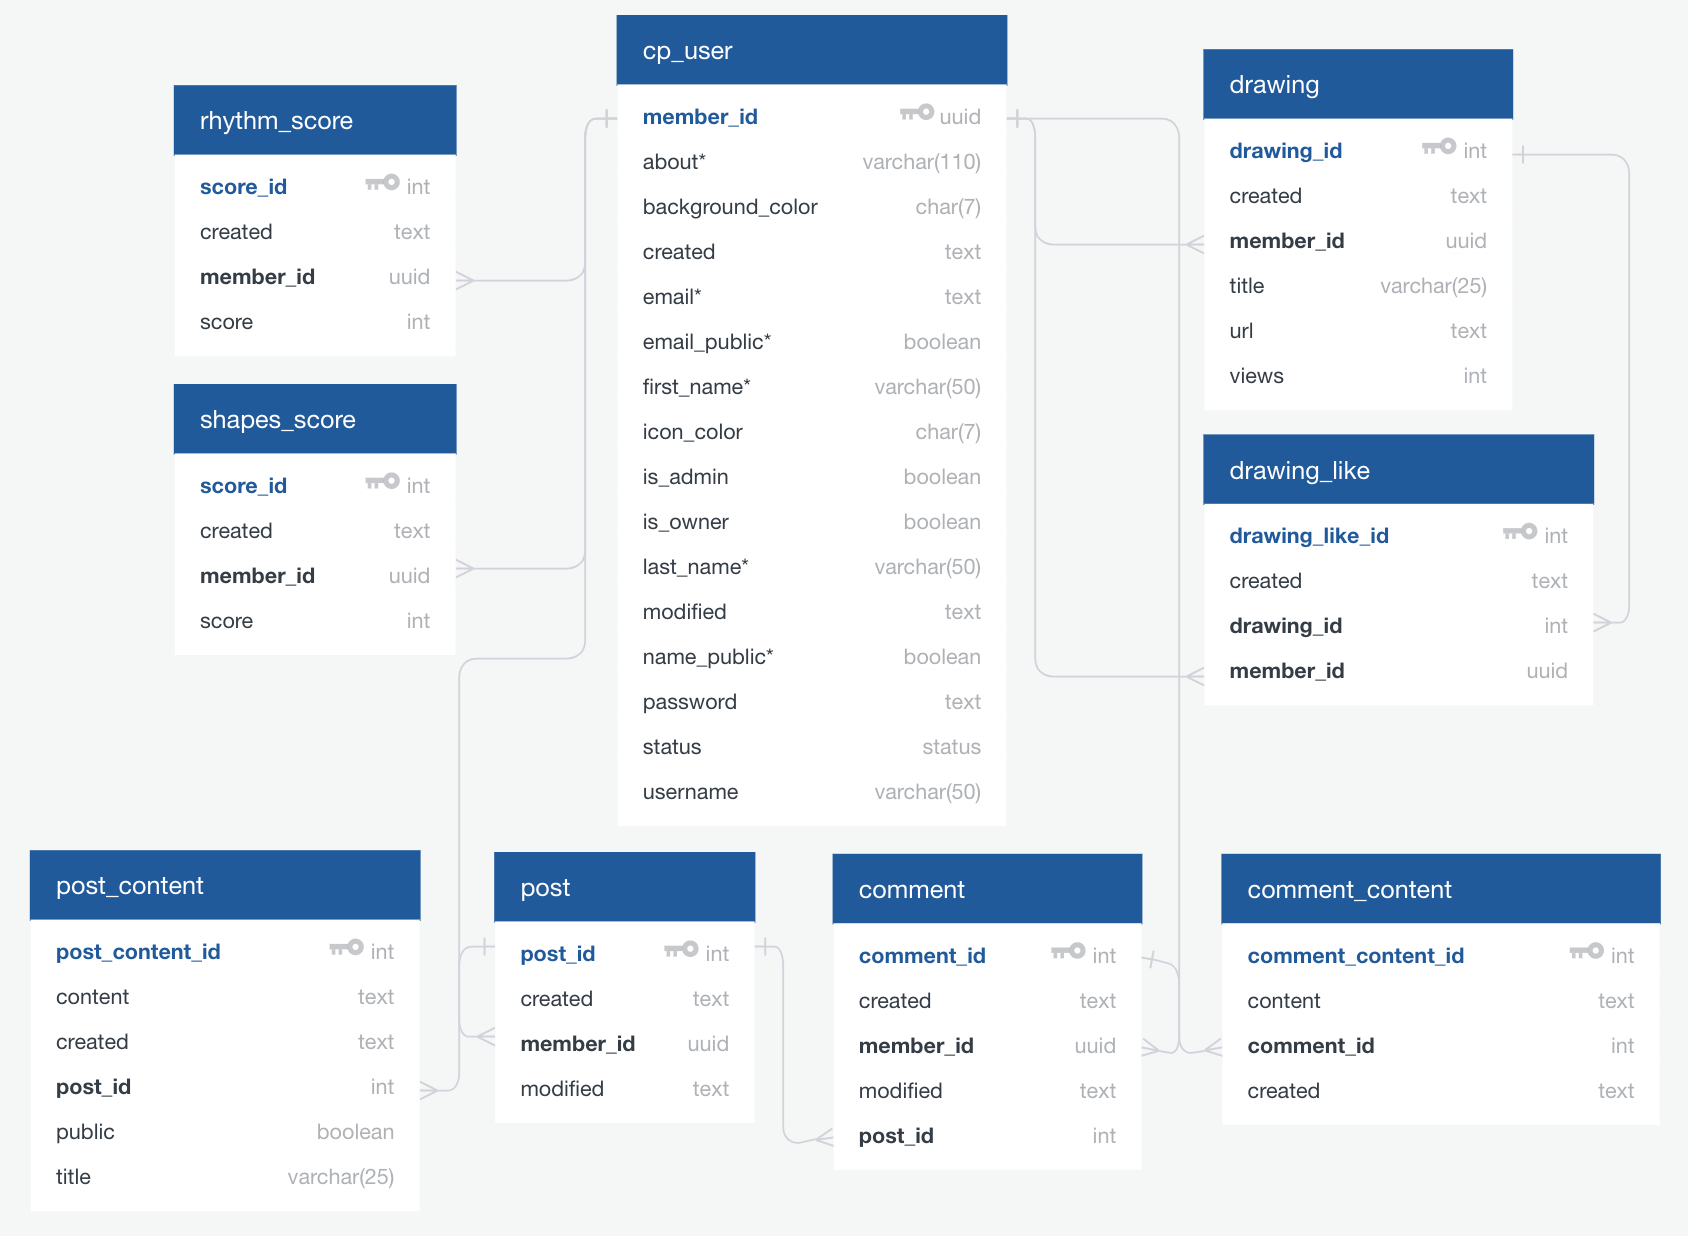 cp_user
member_id uuid
about* varchar(110)
background_color char(7)
created text
email* text
email_public* boolean
first_name* varchar(50)
icon_color char(7)
is_admin boolean
is_owner boolean
last_name* varchar(50)
modified text
name_public* boolean
password text
status status
username varchar(50)
rhythm_score
score_id int
created text
member_id uuid
score int
shapes_score
score_id int
created text
member_id uuid
score int
drawing
drawing_id int
created text
member_id uuid
title varchar(25)
url text
views int
drawing_like
drawing_like_id int
created text
drawing_id int
member_id uuid
post_content
post_content_id int
content text
created text
post_id int
public boolean
title varchar(25)
post
post_id int
created text
member_id uuid
modified text
comment
comment_id int
created text
member_id uuid
modified text
post_id int
comment_content
comment_content_id int
content text
comment_id int
created text